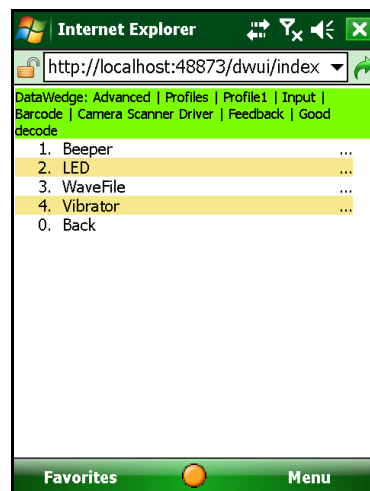 Internet Explorer
http://localhost:48873/dwui/index
DataWedge: Advanced | Profiles | Profile1 | Input |
Barcode | Camera Scanner Driver | Feedback | Good
decode
1. Beeper ...
2. LED ...
3. WaveFile ...
4. Vibrator ...
0. Back
Favorites Menu